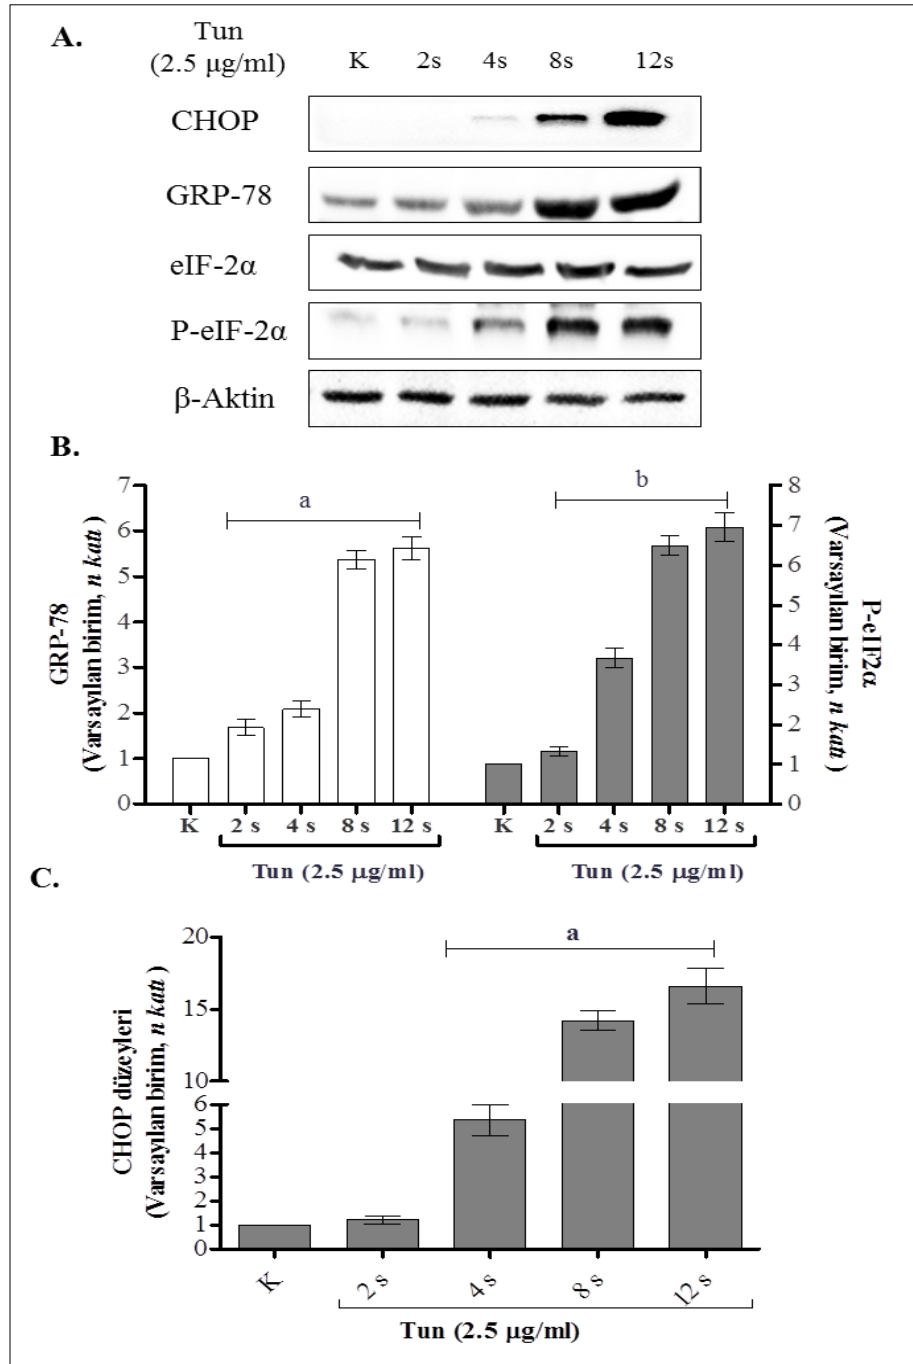 A.
Tun
(2.5 µg/ml)
K 2s 4s 8s 12s
CHOP
GRP-78
eIF-2α
P-eIF-2α
β-Aktin
B.
GRP-78
(Varsayılan birim, n katı)
7
6
5
4
3
2
1
0
a
K 2 s 4 s 8 s 12 s
Tun (2.5 µg/ml)
b
K 2 s 4 s 8 s 12 s
Tun (2.5 µg/ml)
8
7
6
5
4
3
2
1
0
P-eIF2α
(Varsayılan birim, n katı)
C.
CHOP düzeyleri
(Varsayılan birim, n katı)
20
15
10
6
5
4
3
2
1
0
a
K 2 s 4 s 8 s 12 s
Tun (2.5 µg/ml)